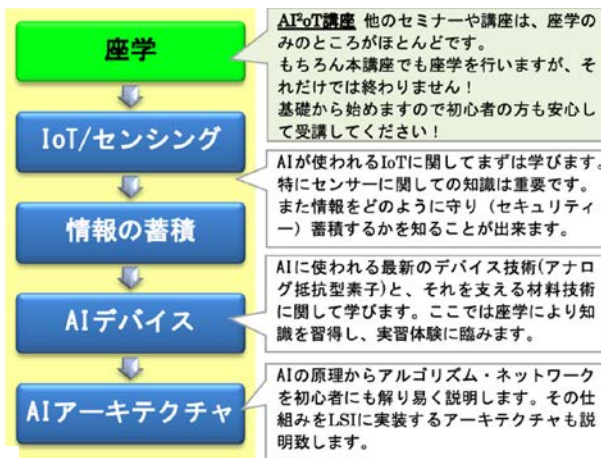 座学
AI²oT講座 他のセミナーや講座は、座学の
みのところがほとんどです。
もちろん本講座でも座学を行いますが、そ
れだけでは終わりません！
基礎から始めますので初心者の方も安心し
て受講してください！
IoT/センシング
AIが使われるIoTに関してまずは学びます。
特にセンサーに関しての知識は重要です。
また情報をどのように守り（セキュリティ
ー）蓄積するかを知ることが出来ます。
情報の蓄積
AIデバイス
AIに使われる最新のデバイス技術(アナロ
グ抵抗型素子)と、それを支える材料技術
に関して学びます。ここでは座学により知
識を習得し、実習体験に臨みます。
AIアーキテクチャ
AIの原理からアルゴリズム・ネットワーク
を初心者にも解り易く説明します。その仕
組みをLSIに実装するアーキテクチャも説
明致します。